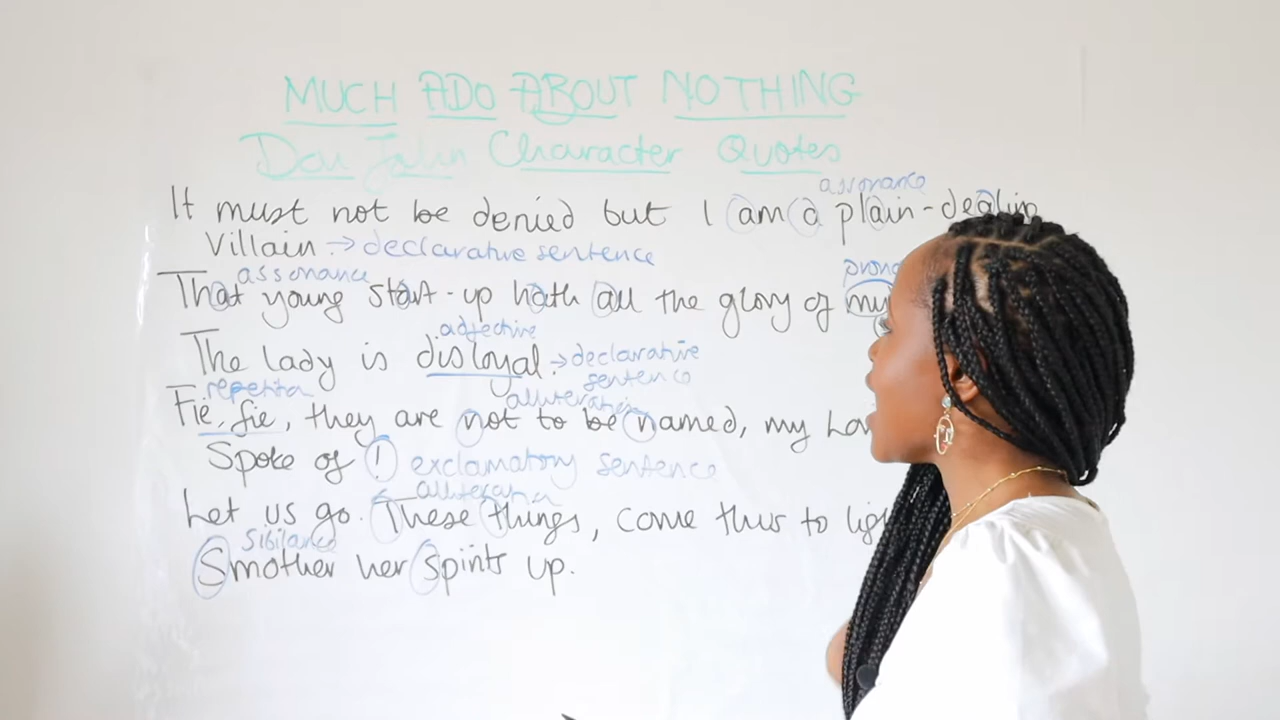 MUCH ADO ABOUT NOTHING
Don John Character Quotes
assonance
It must not be denied but I am a plain-dealing
villain. → declarative sentence
assonance
That young start-up hath all the glory of my
adjective
The lady is disloyal. → declarative
sentence
repetition
alliteration
Fie, fie, they are not to be named, my
Spoke of! exclamatory sentence
alliteration
Let us go. These things, come thus to
Sibilance
Smother her spirits up.